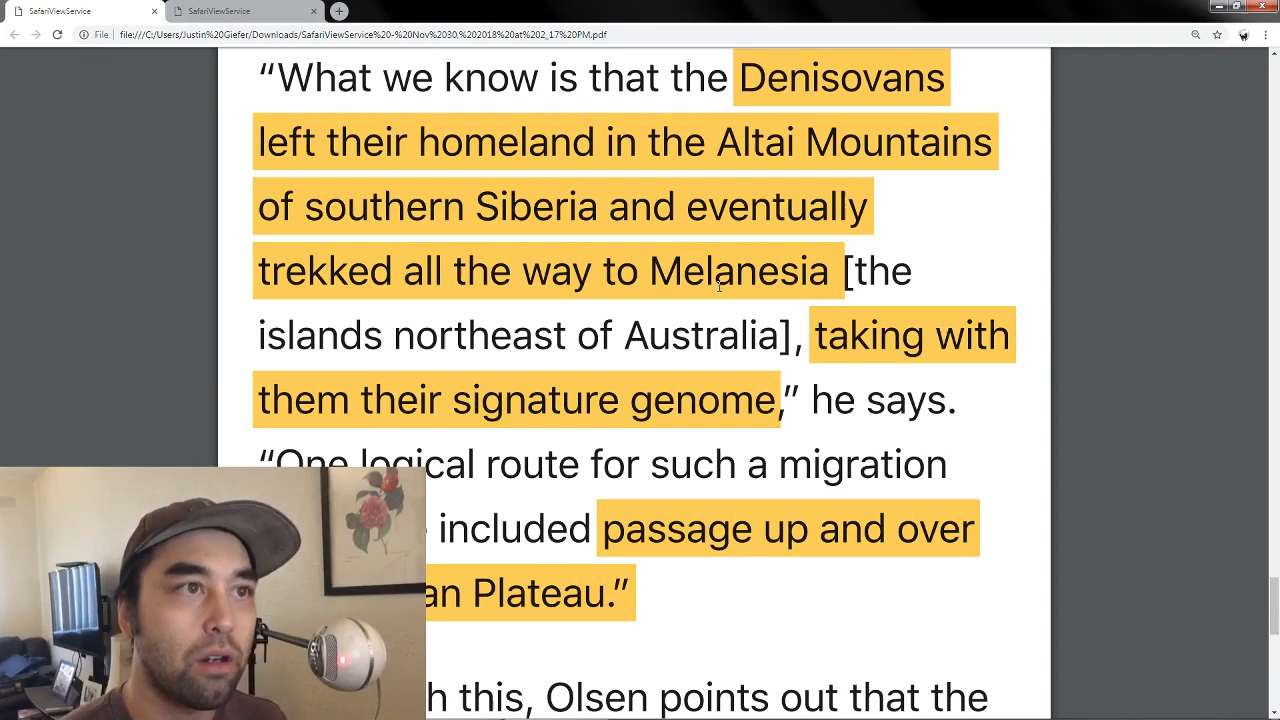 SafariViewService
SafariViewService
File
file:///C:/Users/Justin%20Giefer/Downloads/SafariViewService%20-%20Nov%2030,%202018%20at%202_17%20PM.pdf
“What we know is that the Denisovans
left their homeland in the Altai Mountains
of southern Siberia and eventually
trekked all the way to Melanesia [the
islands northeast of Australia], taking with
them their signature genome,” he says.
“One logical route for such a migration
included passage up and over
an Plateau.”
h this, Olsen points out that the